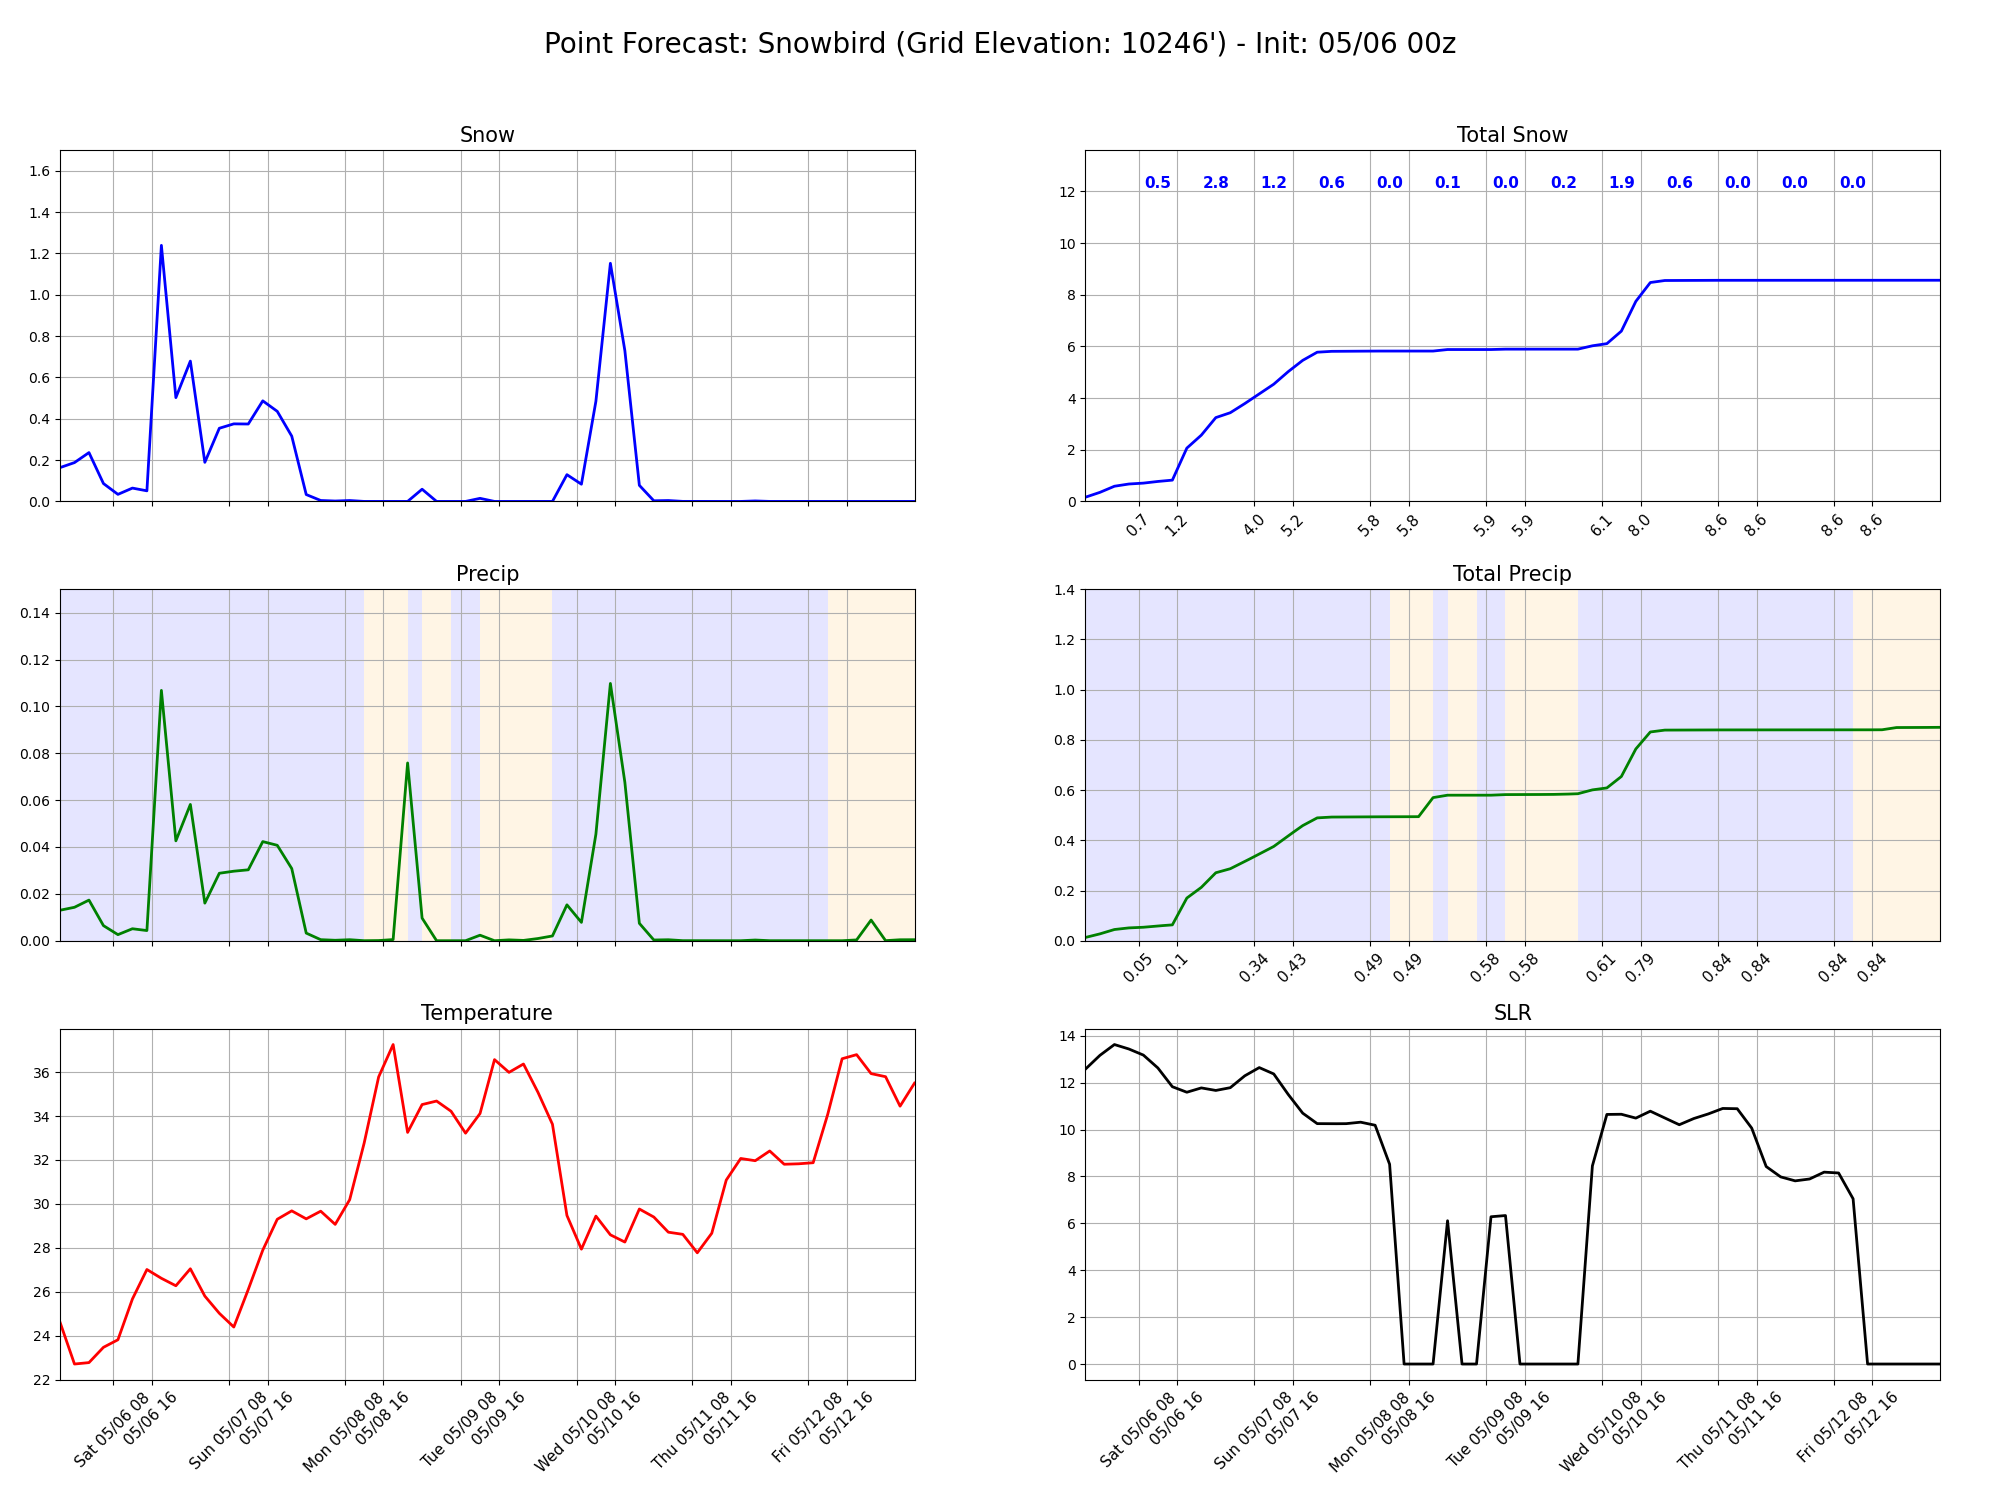 Point Forecast: Snowbird (Grid Elevation: 10246') - Init: 05/06 00z
Snow
1.6
1.4
1.2
1.0
0.8
0.6
0.4
0.2
0.0
Total Snow
0.5 2.8 1.2 0.6 0.0 0.1 0.0 0.2 1.9 0.6 0.0 0.0 0.0
12
10
8
6
4
2
0
0.7 1.2 4.0 5.2 5.8 5.8 5.9 5.9 6.1 8.0 8.6 8.6 8.6 8.6
Precip
0.14
0.12
0.10
0.08
0.06
0.04
0.02
0.00
Total Precip
1.4
1.2
1.0
0.8
0.6
0.4
0.2
0.0
0.05 0.1 0.34 0.43 0.49 0.49 0.58 0.58 0.61 0.79 0.84 0.84 0.84 0.84
Temperature
36
34
32
30
28
26
24
22
Sat 05/06 08
05/06 16
Sun 05/07 08
05/07 16
Mon 05/08 08
05/08 16
Tue 05/09 08
05/09 16
Wed 05/10 08
05/10 16
Thu 05/11 08
05/11 16
Fri 05/12 08
05/12 16
SLR
14
12
10
8
6
4
2
0
Sat 05/06 08
05/06 16
Sun 05/07 08
05/07 16
Mon 05/08 08
05/08 16
Tue 05/09 08
05/09 16
Wed 05/10 08
05/10 16
Thu 05/11 08
05/11 16
Fri 05/12 08
05/12 16